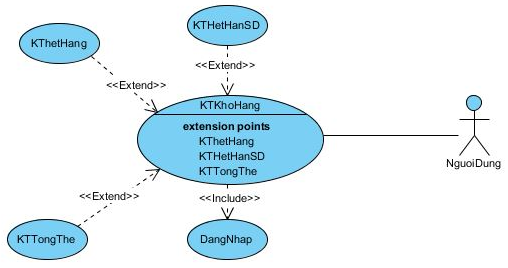 KTHetHanSD
KThetHang
<<Extend>>
<<Extend>>
KTKhoHang
extension points
KThetHang
KTHetHanSD
KTTongThe
NguoiDung
<<Extend>>
<<Include>>
KTTongThe
DangNhap